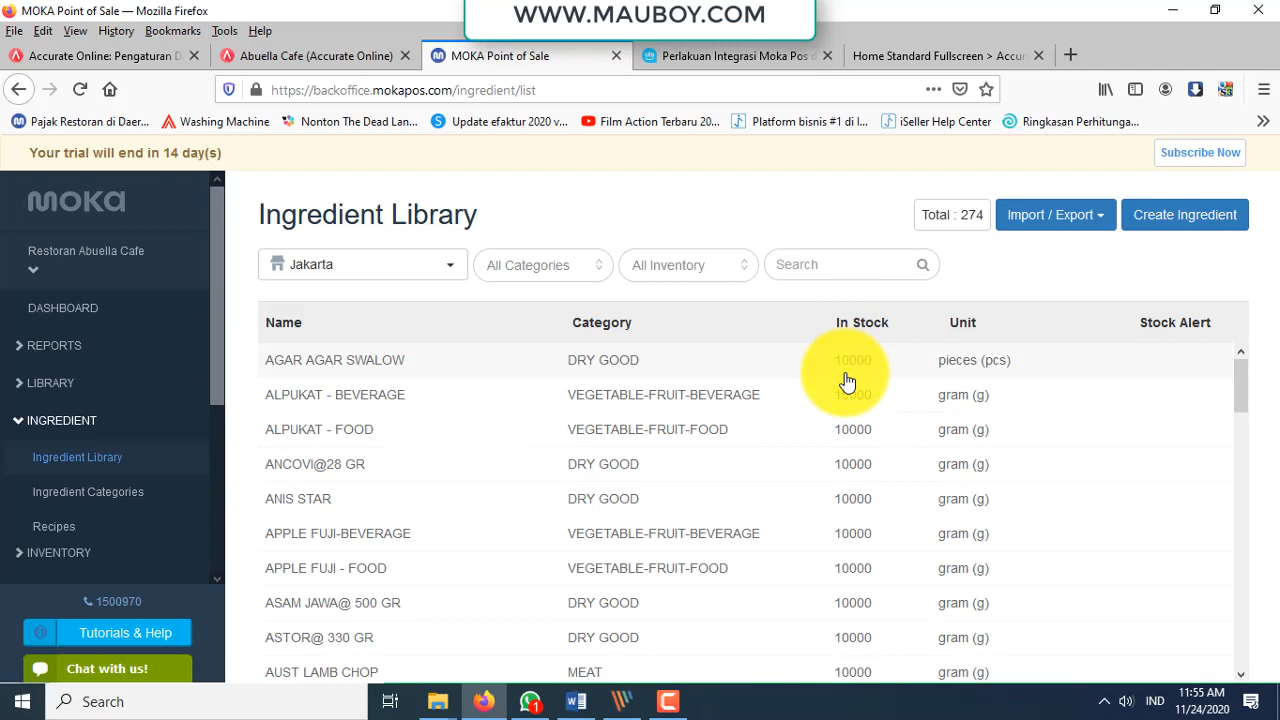 MOKA Point of Sale - Mozilla Firefox
WWW.MAUBOY.COM
File Edit View History Bookmarks Tools Help
Accurate Online: Pengaturan D
Abuella Cafe (Accurate Online)
MOKA Point of Sale
Perlakuan Integrasi Moka Pos d
Home Standard Fullscreen > Accur
https://backoffice.mokapos.com/ingredient/list
Pajak Restoran di Daer...
Washing Machine
Nonton The Dead Lan...
Update efaktur 2020 v...
Film Action Terbaru 20...
Platform bisnis #1 di I...
iSeller Help Center
Ringkasan Perhitunga...
Your trial will end in 14 day(s)
Subscribe Now
MOKA
Restoran Abuella Cafe
DASHBOARD
REPORTS
LIBRARY
INGREDIENT
Ingredient Library
Ingredient Categories
Recipes
INVENTORY
1500970
Tutorials & Help
Chat with us!
Ingredient Library
Total : 274
Import / Export
Create Ingredient
Jakarta
All Categories
All Inventory
Search
Name Category In Stock Unit Stock Alert
AGAR AGAR SWALOW DRY GOOD 10000 pieces (pcs)
ALPUKAT - BEVERAGE VEGETABLE-FRUIT-BEVERAGE 10000 gram (g)
ALPUKAT - FOOD VEGETABLE-FRUIT-FOOD 10000 gram (g)
ANCOVI@28 GR DRY GOOD 10000 gram (g)
ANIS STAR DRY GOOD 10000 gram (g)
APPLE FUJI-BEVERAGE VEGETABLE-FRUIT-BEVERAGE 10000 gram (g)
APPLE FUJI - FOOD VEGETABLE-FRUIT-FOOD 10000 gram (g)
ASAM JAWA@ 500 GR DRY GOOD 10000 gram (g)
ASTOR@ 330 GR DRY GOOD 10000 gram (g)
AUST LAMB CHOP MEAT 10000 gram (g)
Search
1
IND
11:55 AM
11/24/2020